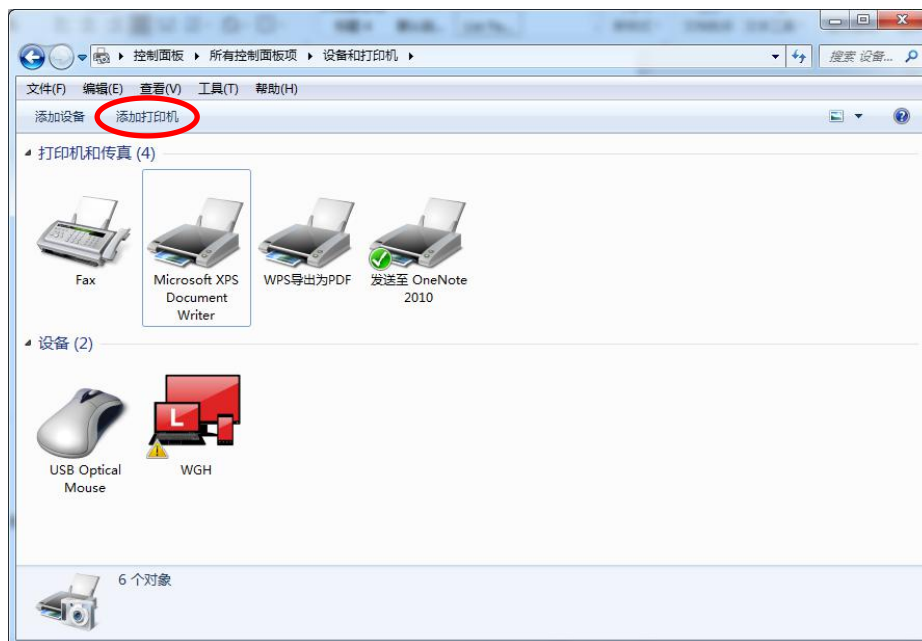 控制面板 所有控制面板项 设备和打印机
搜索 设备...
文件(F) 编辑(E) 查看(V) 工具(T) 帮助(H)
添加设备 添加打印机
打印机和传真 (4)
Fax
Microsoft XPS
Document
Writer
WPS导出为PDF
发送至 OneNote
2010
设备 (2)
L
USB Optical
Mouse
WGH
6 个对象